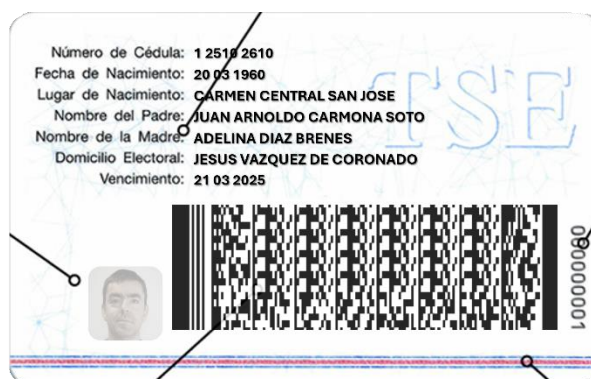 Número de Cédula: 1 2510 2610
Fecha de Nacimiento: 20 03 1960
Lugar de Nacimiento: CARMEN CENTRAL SAN JOSE
Nombre del Padre: JUAN ARNOLDO CARMONA SOTO
Nombre de la Madre: ADELINA DIAZ BRENES
Domicilio Electoral: JESUS VAZQUEZ DE CORONADO
Vencimiento: 21 03 2025
TSE
0000000001